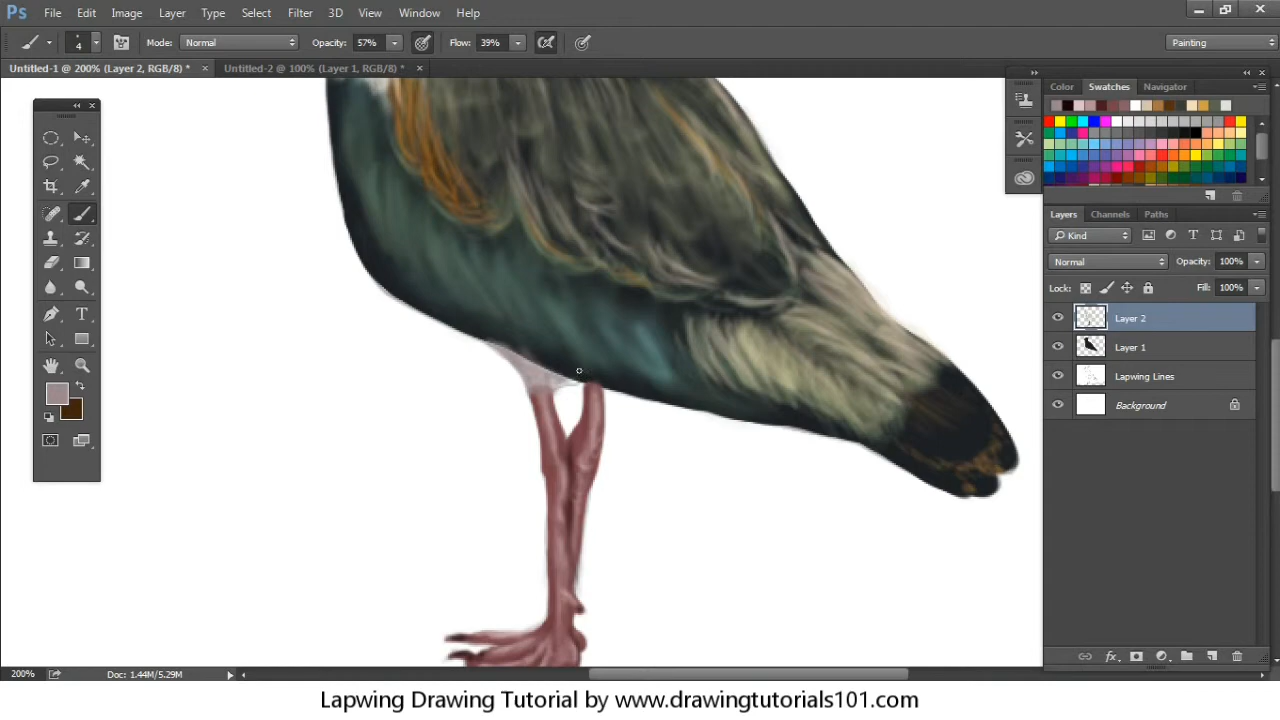 Ps File Edit Image Layer Type Select Filter 3D View Window Help
4 Mode: Normal Opacity: 57% Flow: 39% Painting
Untitled-1 @ 200% (Layer 2, RGB/8) * × Untitled-2 @ 100% (Layer 1, RGB/8) * ×
Color Swatches Navigator
Layers Channels Paths
Kind
Normal Opacity: 100%
Lock: Fill: 100%
Layer 2
Layer 1
Lapwing Lines
Background
200% Doc: 1.44M/5.29M
Lapwing Drawing Tutorial by www.drawingtutorials101.com